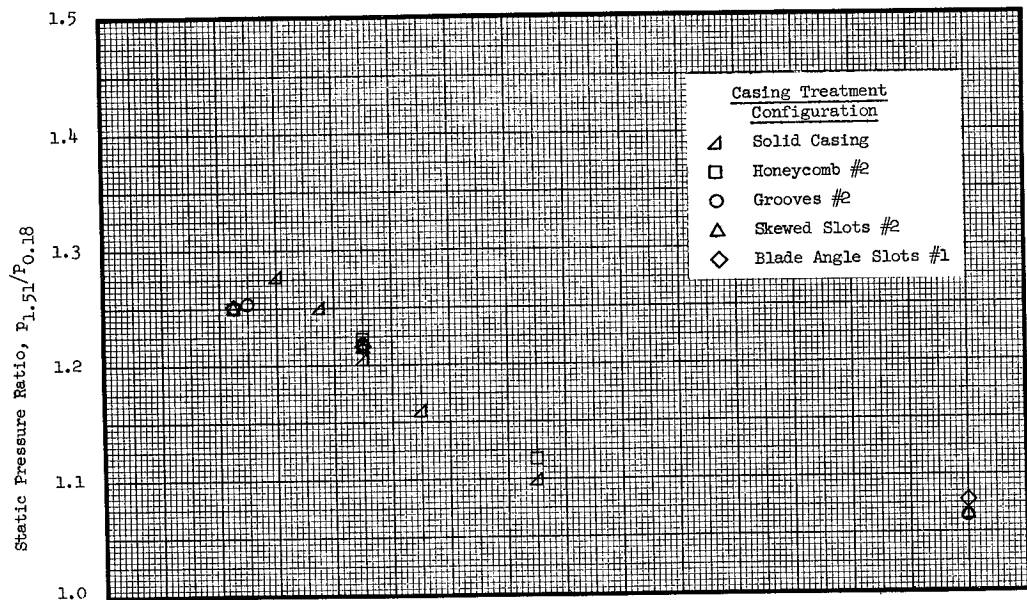 1.5
1.4
1.3
1.2
1.1
1.0
Static Pressure Ratio, P1.51/P0.18
Casing Treatment
Configuration
Solid Casing
Honeycomb #2
Grooves #2
Skewed Slots #2
Blade Angle Slots #1